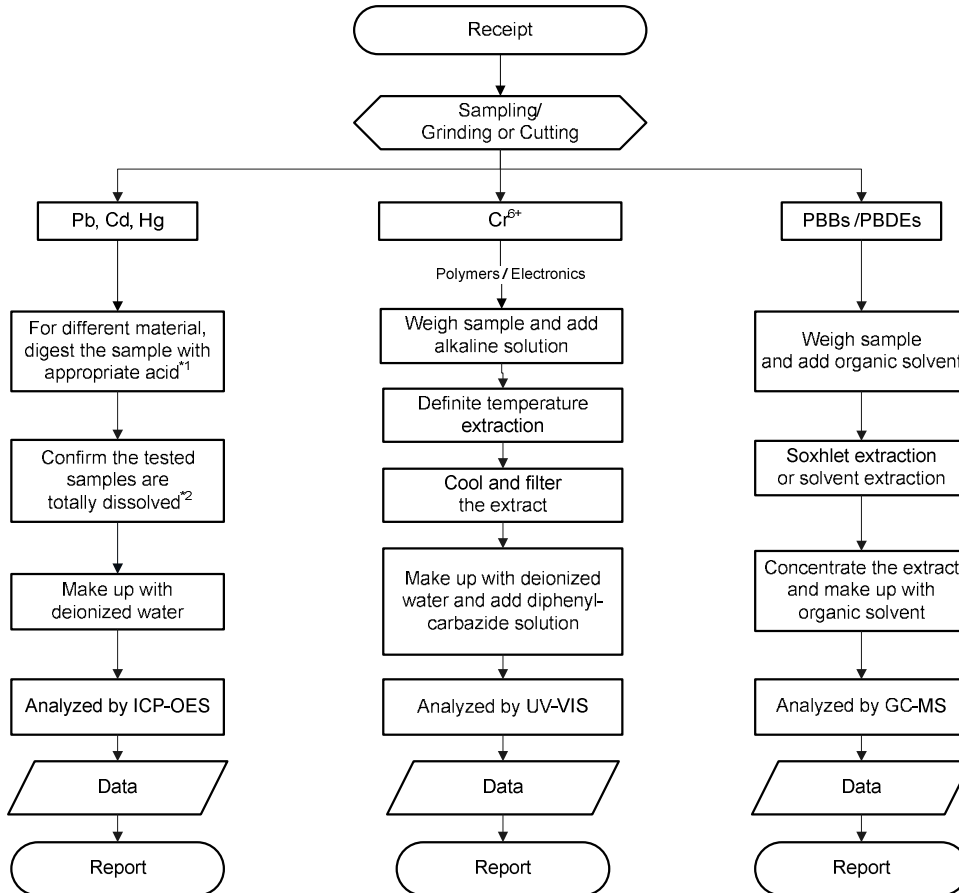 Receipt
Sampling/
Grinding or Cutting
Pb, Cd, Hg
For different material,
digest the sample with
appropriate acid*1
Confirm the tested
samples are
totally dissolved*2
Make up with
deionized water
Analyzed by ICP-OES
Data
Report
Cr6+
Polymers / Electronics
Weigh sample and add
alkaline solution
Definite temperature
extraction
Cool and filter
the extract
Make up with deionized
water and add diphenyl-
carbazide solution
Analyzed by UV-VIS
Data
Report
PBBs /PBDEs
Weigh sample
and add organic solvent
Soxhlet extraction
or solvent extraction
Concentrate the extract
and make up with
organic solvent
Analyzed by GC-MS
Data
Report